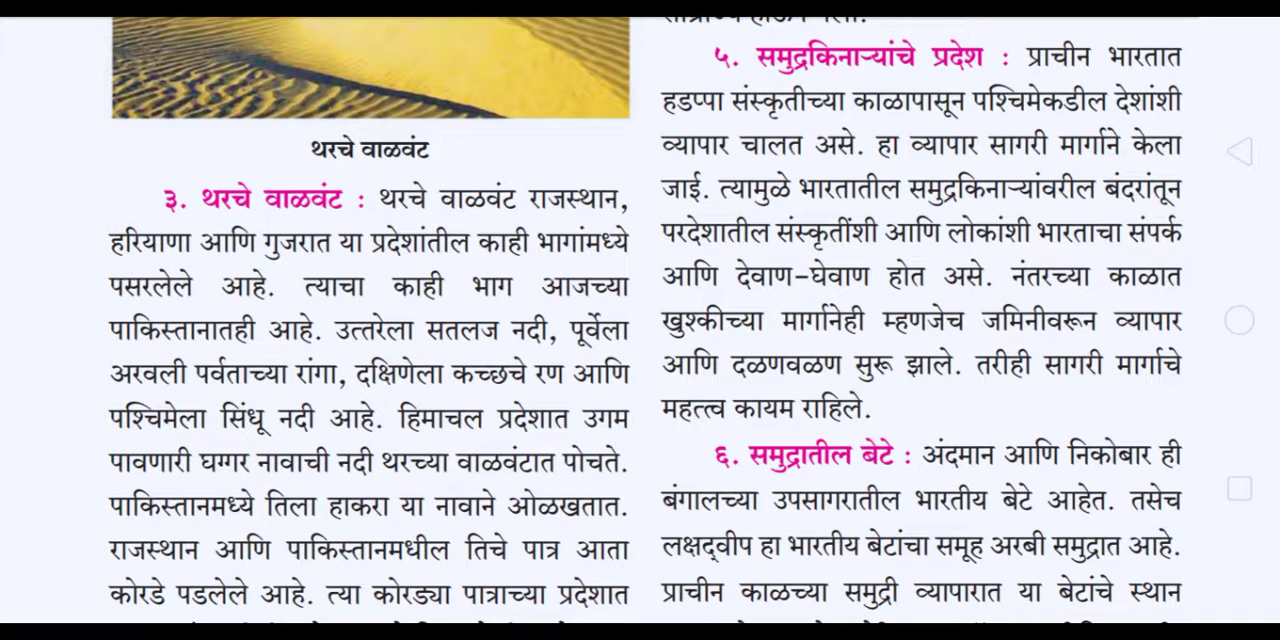 थरचे वाळवंट
३. थरचे वाळवंट : थरचे वाळवंट राजस्थान,
हरियाणा आणि गुजरात या प्रदेशांतील काही भागांमध्ये
पसरलेले आहे. त्याचा काही भाग आजच्या
पाकिस्तानातही आहे. उत्तरेला सतलज नदी, पूर्वेला
अरवली पर्वताच्या रांगा, दक्षिणेला कच्छचे रण आणि
पश्चिमेला सिंधू नदी आहे. हिमाचल प्रदेशात उगम
पावणारी घग्गर नावाची नदी थरच्या वाळवंटात पोचते.
पाकिस्तानमध्ये तिला हाकरा या नावाने ओळखतात.
राजस्थान आणि पाकिस्तानमधील तिचे पात्र आता
कोरडे पडलेले आहे. त्या कोरड्या पात्राच्या प्रदेशात
५. समुद्रकिनाऱ्यांचे प्रदेश : प्राचीन भारतात
हडप्पा संस्कृतीच्या काळापासून पश्चिमेकडील देशांशी
व्यापार चालत असे. हा व्यापार सागरी मार्गाने केला
जाई. त्यामुळे भारतातील समुद्रकिनाऱ्यांवरील बंदरांतून
परदेशातील संस्कृतींशी आणि लोकांशी भारताचा संपर्क
आणि देवाण-घेवाण होत असे. नंतरच्या काळात
खुश्कीच्या मार्गानेही म्हणजेच जमिनीवरून व्यापार
आणि दळणवळण सुरू झाले. तरीही सागरी मार्गाचे
महत्त्व कायम राहिले.
६. समुद्रातील बेटे : अंदमान आणि निकोबार ही
बंगालच्या उपसागरातील भारतीय बेटे आहेत. तसेच
लक्षद्‌वीप हा भारतीय बेटांचा समूह अरबी समुद्रात आहे.
प्राचीन काळच्या समुद्री व्यापारात या बेटांचे स्थान